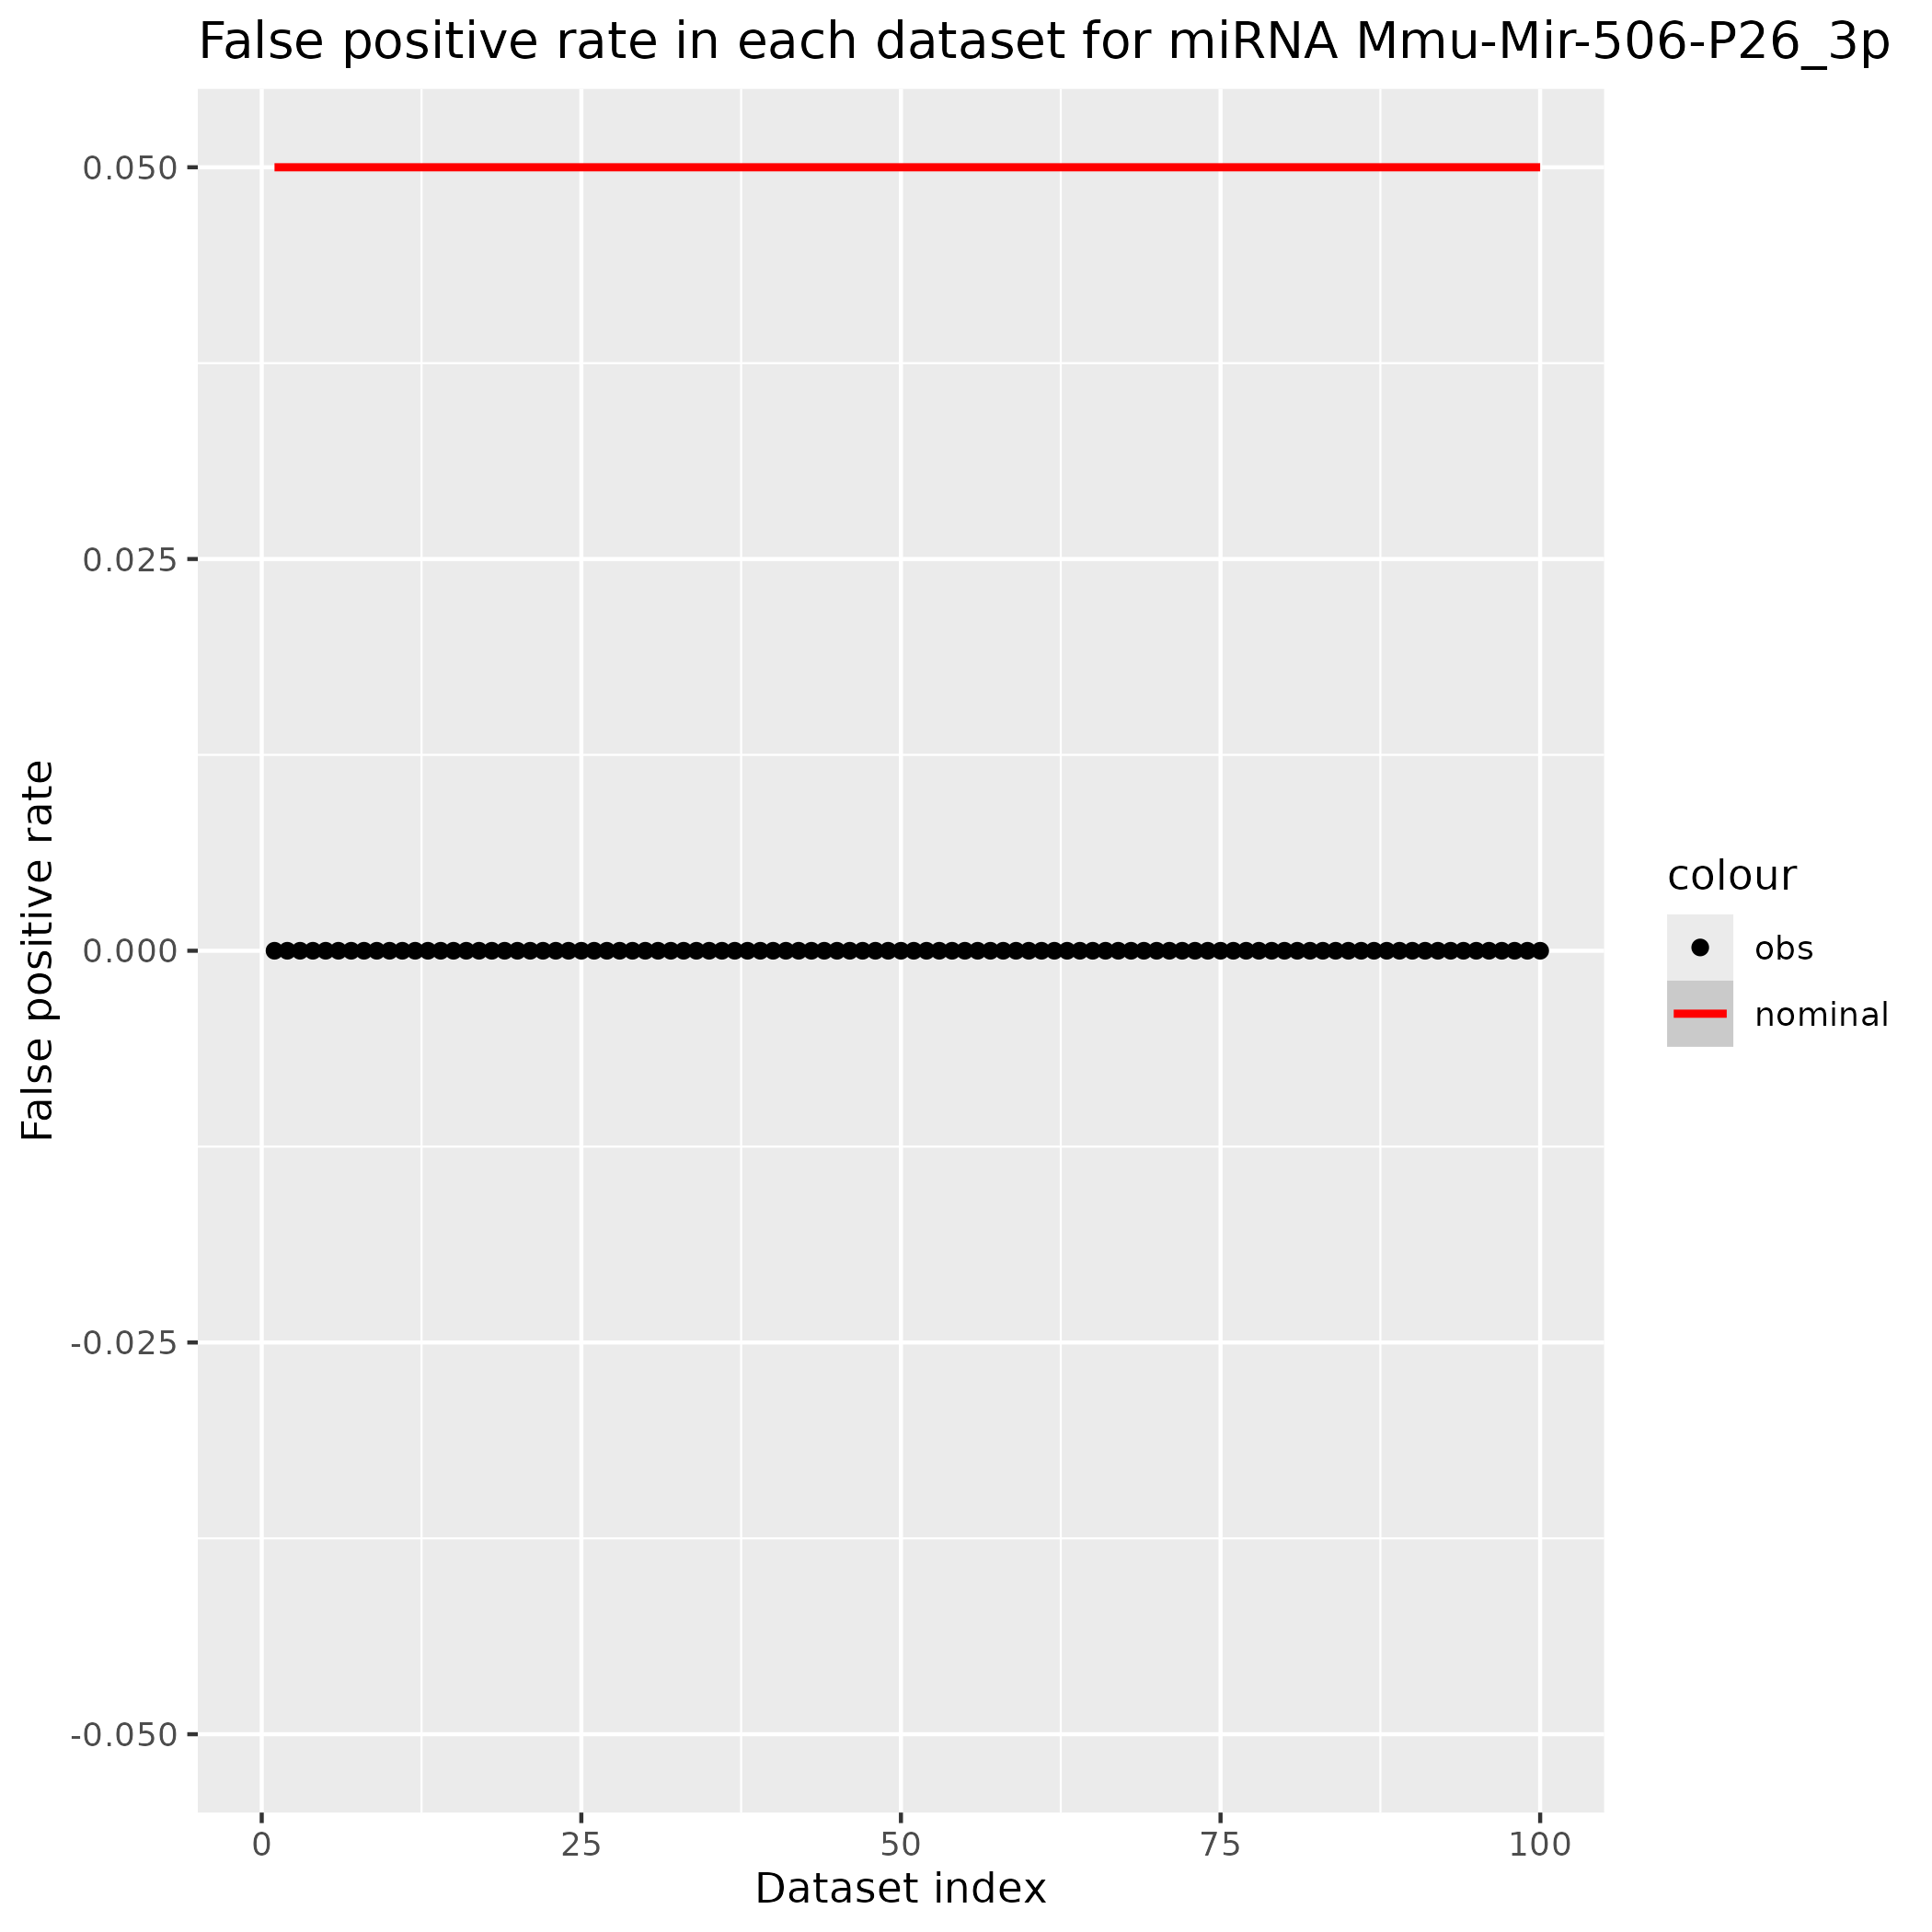 False positive rate in each dataset for miRNA Mmu-Mir-506-P26_3p
False positive rate
0.050
0.025
0.000
-0.025
-0.050
0
25
50
75
100
Dataset index
colour
obs
nominal